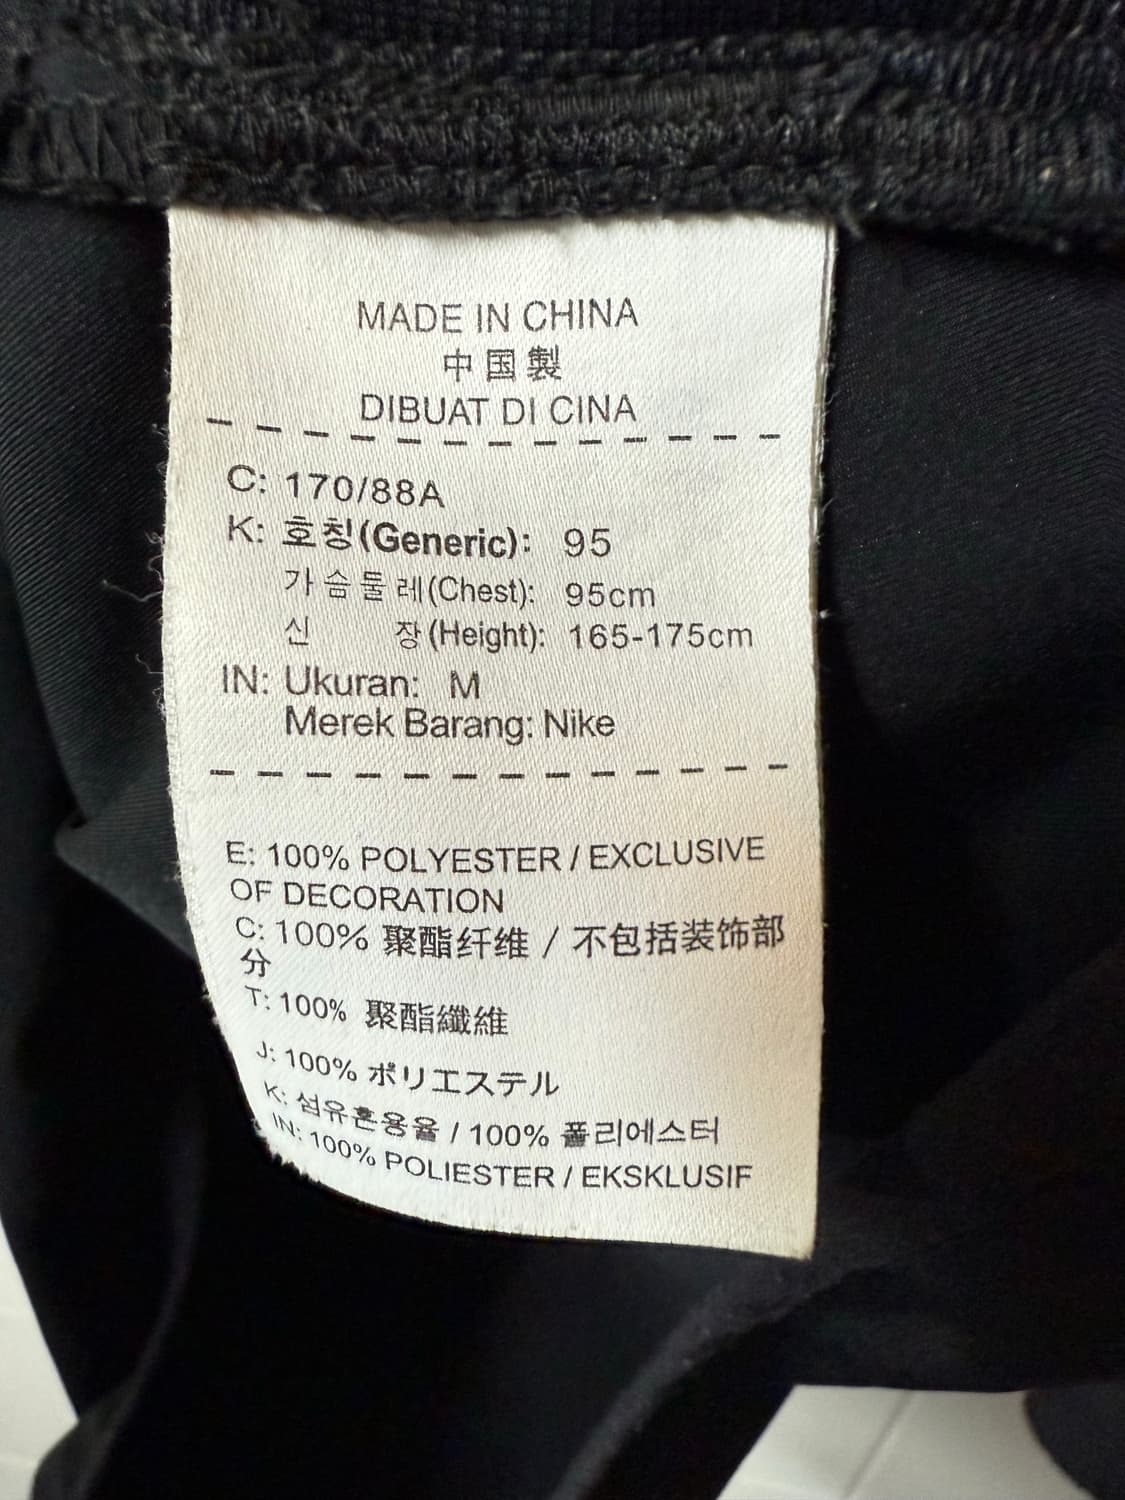 MADE IN CHINA
中国製
DIBUAT DI CINA
C: 170/88A
K: 호칭(Generic): 95
가슴둘레(Chest): 95cm
신 장(Height): 165-175cm
IN: Ukuran: M
Merek Barang: Nike
E: 100% POLYESTER / EXCLUSIVE
OF DECORATION
C: 100% 聚酯纤维 / 不包括装饰部
分
T: 100% 聚酯纖維
J: 100% ポリエステル
K: 섬유혼용율 / 100% 폴리에스터
IN: 100% POLIESTER / EKSKLUSIF